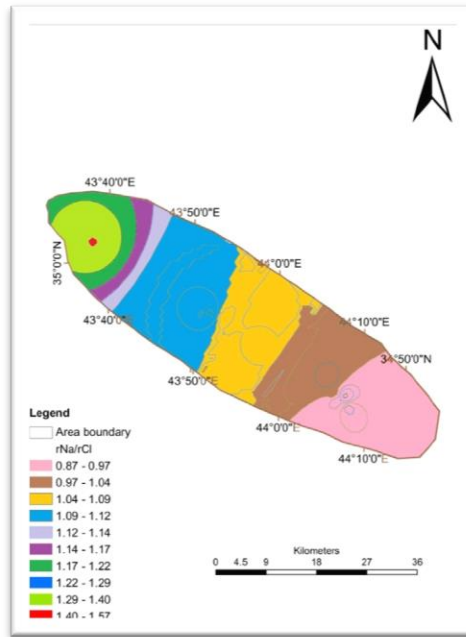 N
43°40'0"E
43°50'0"E
44°0'0"E
35°0'0"N
43°40'0"E
44°10'0"E
34°50'0"N
43°50'0"E
44°0'0"E
44°10'0"E
Legend
Area boundary
rNa/rCl
0.87 - 0.97
0.97 - 1.04
1.04 - 1.09
1.09 - 1.12
1.12 - 1.14
1.14 - 1.17
1.17 - 1.22
1.22 - 1.29
1.29 - 1.40
1.40 - 1.57
Kilometers
0 4.5 9 18 27 36